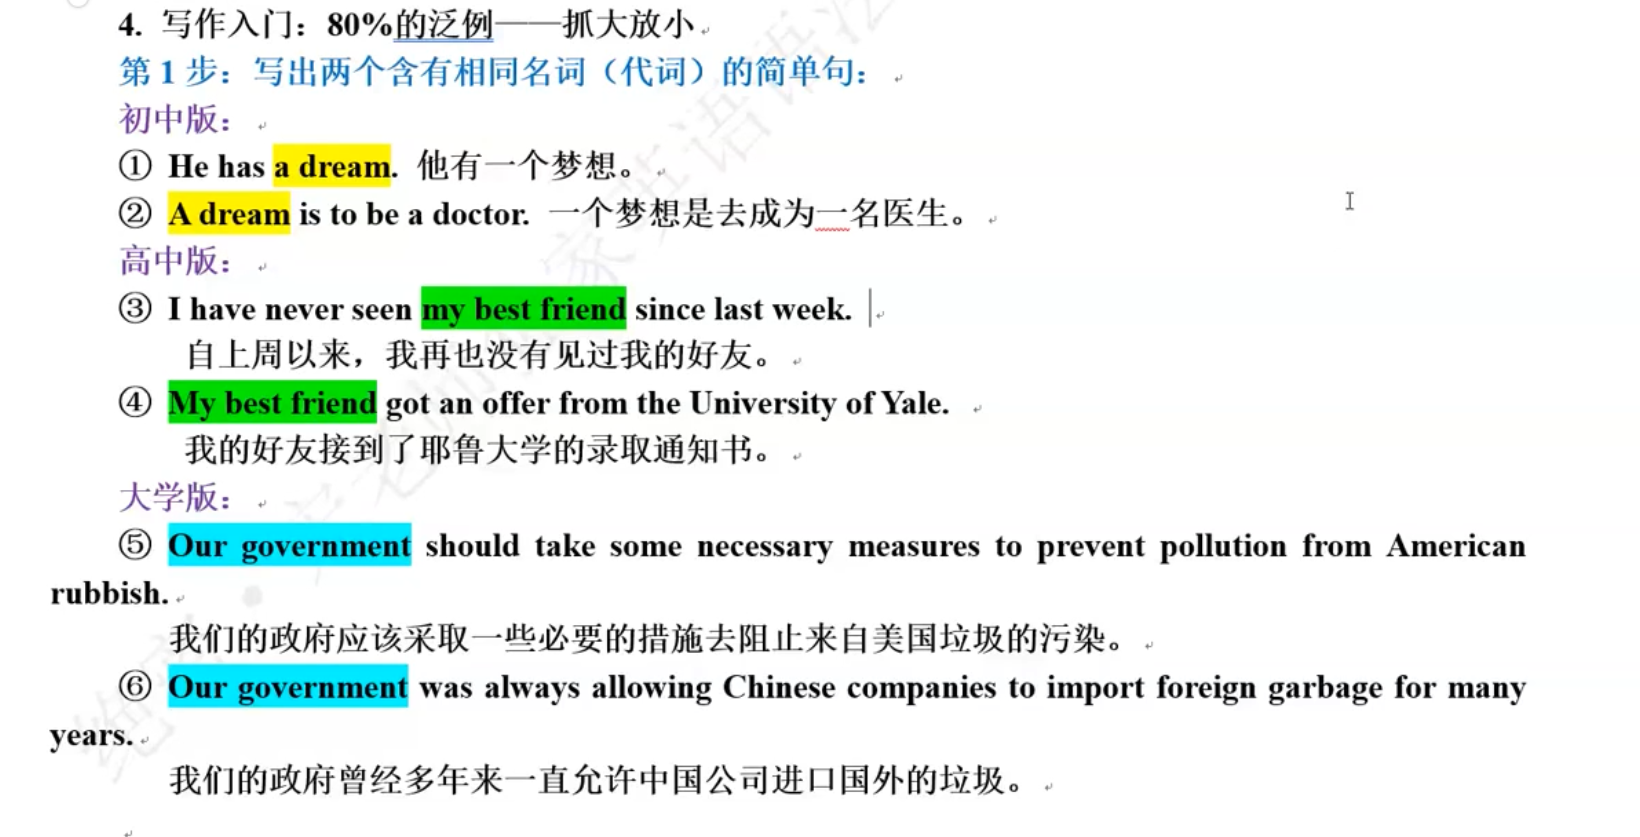 4. 写作入门：80%的泛例——抓大放小
第 1 步：写出两个含有相同名词（代词）的简单句：
初中版：
① He has a dream. 他有一个梦想。
② A dream is to be a doctor. 一个梦想是去成为一名医生。
高中版：
③ I have never seen my best friend since last week.
自上周以来，我再也没有见过我的好友。
④ My best friend got an offer from the University of Yale.
我的好友接到了耶鲁大学的录取通知书。
大学版：
⑤ Our government should take some necessary measures to prevent pollution from American
rubbish.
我们的政府应该采取一些必要的措施去阻止来自美国垃圾的污染。
⑥ Our government was always allowing Chinese companies to import foreign garbage for many
years.
我们的政府曾经多年来一直允许中国公司进口国外的垃圾。